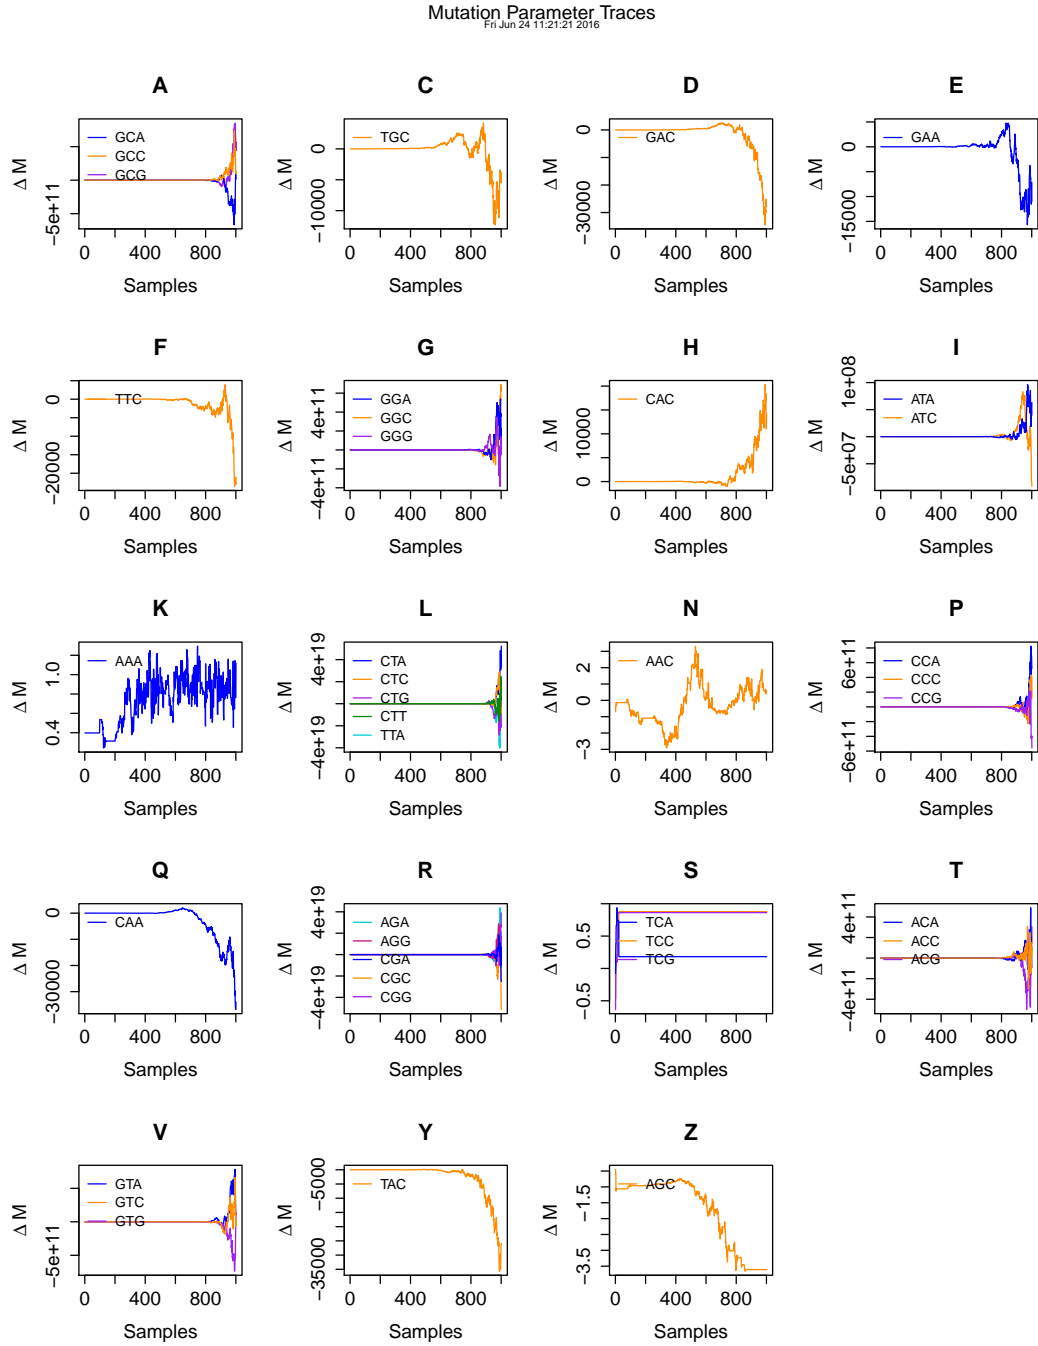 Mutation Parameter Traces
Fri Jun 24 11:21:21 2016
A
C
D
E
GCA
GCC
GCG
TGC
GAC
GAA
Δ M
−5e+11
Δ M
−10000 0
Δ M
−30000 0
Δ M
−15000 0
0 400 800
0 400 800
0 400 800
0 400 800
Samples
Samples
Samples
Samples
F
G
H
I
TTC
GGA
GGC
GGG
CAC
ATA
ATC
Δ M
−20000 0
Δ M
−4e+11 4e+11
Δ M
0 10000
Δ M
−5e+07 1e+08
0 400 800
0 400 800
0 400 800
0 400 800
Samples
Samples
Samples
Samples
K
L
N
P
AAA
CTA
CTC
CTG
CTT
TTA
AAC
CCA
CCC
CCG
Δ M
0.4 1.0
Δ M
−4e+19 4e+19
Δ M
−3 0 2
Δ M
−6e+11 6e+11
0 400 800
0 400 800
0 400 800
0 400 800
Samples
Samples
Samples
Samples
Q
R
S
T
CAA
AGA
AGG
CGA
CGC
CGG
TCA
TCC
TCG
ACA
ACC
ACG
Δ M
−30000 0
Δ M
−4e+19 4e+19
Δ M
−0.5 0.5
Δ M
−4e+11 4e+11
0 400 800
0 400 800
0 400 800
0 400 800
Samples
Samples
Samples
Samples
V
Y
Z
GTA
GTC
GTG
TAC
AGC
Δ M
−5e+11
Δ M
−35000 −5000
Δ M
−3.5 −1.5
0 400 800
0 400 800
0 400 800
Samples
Samples
Samples